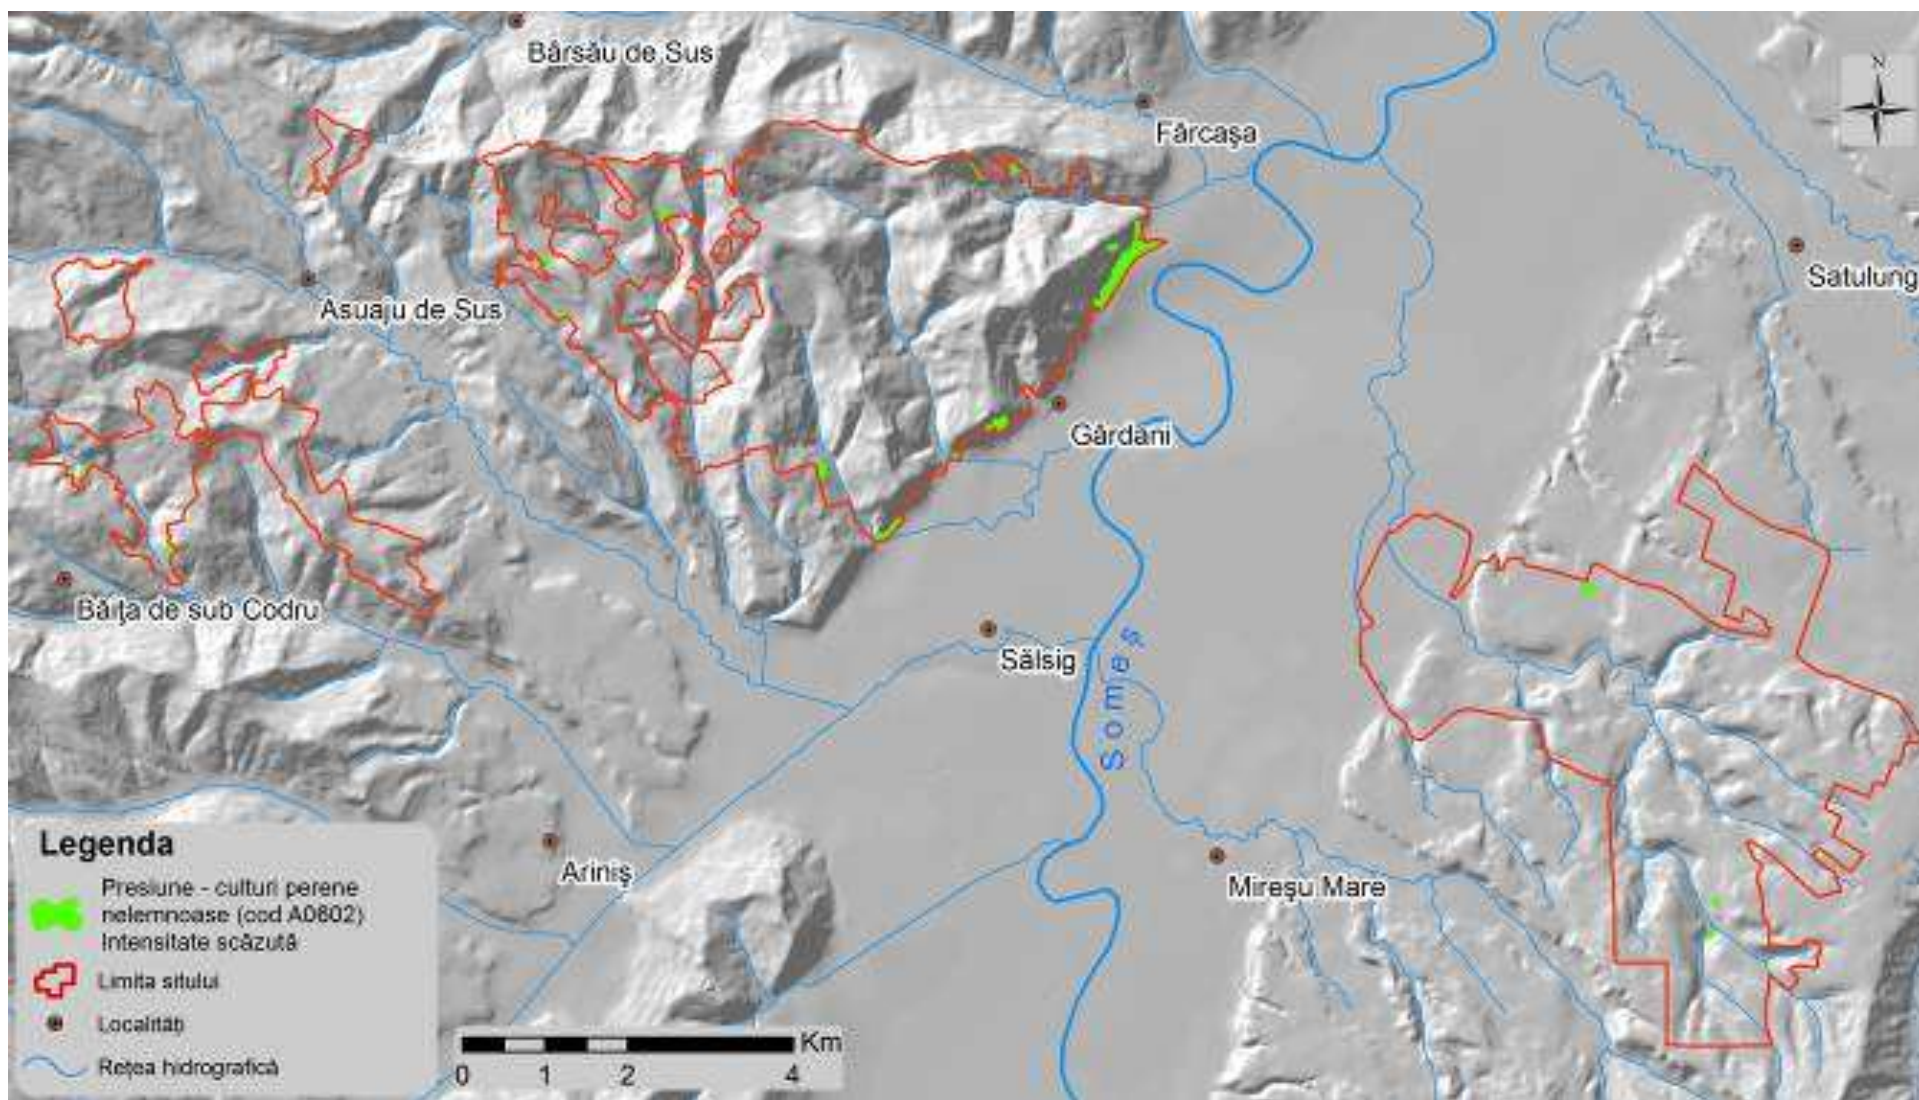 Bârsău de Sus
N
Fărcaşa
Satulung
Asuaju de Sus
Gârdani
Băiţa de sub Codru
Sălsig
Someş
Legenda
Presiune - culturi perene
nelemnoase (cod A0602)
Intensitate scăzută
Limita sitului
Localităţi
Reţea hidrografică
Ariniş
Mireşu Mare
Km
0 1 2 4